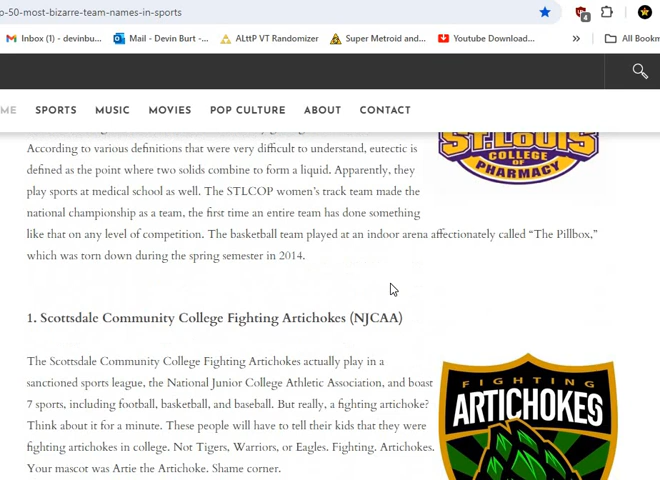 o-50-most-bizarre-team-names-in-sports
4
Inbox (1) - devinbu...
Mail - Devin Burt -...
ALttP VT Randomizer
Super Metroid and...
Youtube Download...
»
All Bookm
ME
SPORTS
MUSIC
MOVIES
POP CULTURE
ABOUT
CONTACT
According to various definitions that were very difficult to understand, eutectic is
defined as the point where two solids combine to form a liquid. Apparently, they
play sports at medical school as well. The STLCOP women's track team made the
national championship as a team, the first time an entire team has done something
like that on any level of competition. The basketball team played at an indoor arena affectionately called “The Pillbox,”
which was torn down during the spring semester in 2014.
ST. LOUIS
COLLEGE
OF
PHARMACY
1. Scottsdale Community College Fighting Artichokes (NJCAA)
The Scottsdale Community College Fighting Artichokes actually play in a
sanctioned sports league, the National Junior College Athletic Association, and boast
7 sports, including football, basketball, and baseball. But really, a fighting artichoke?
Think about it for a minute. These people will have to tell their kids that they were
fighting artichokes in college. Not Tigers, Warriors, or Eagles. Fighting. Artichokes.
Your mascot was Artie the Artichoke. Shame corner.
FIGHTING
ARTICHOKES